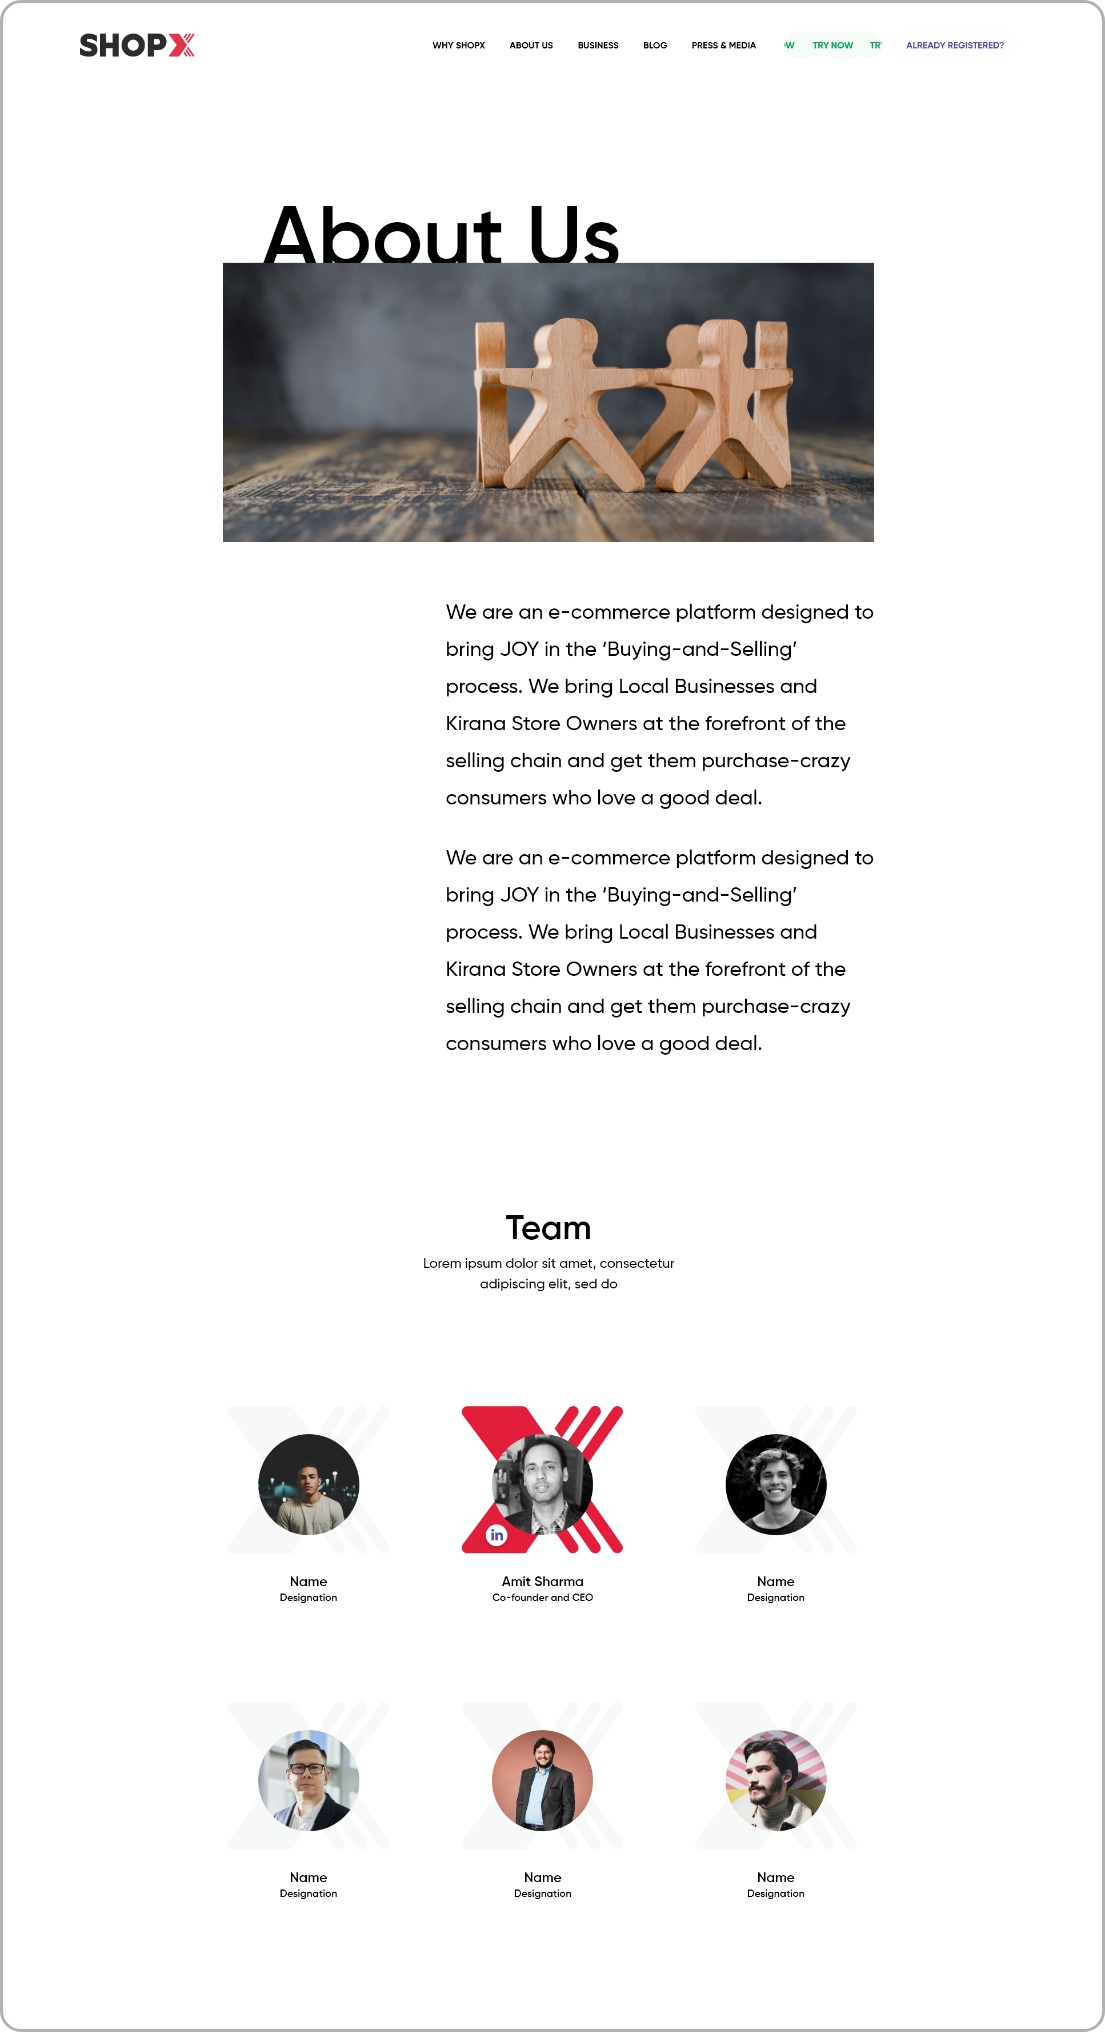 SHOPX
WHY SHOPX ABOUT US BUSINESS BLOG PRESS & MEDIA OW TRY NOW TR ALREADY REGISTERED?
About Us
We are an e-commerce platform designed to
bring JOY in the ‘Buying-and-Selling’
process. We bring Local Businesses and
Kirana Store Owners at the forefront of the
selling chain and get them purchase-crazy
consumers who love a good deal.
We are an e-commerce platform designed to
bring JOY in the ‘Buying-and-Selling’
process. We bring Local Businesses and
Kirana Store Owners at the forefront of the
selling chain and get them purchase-crazy
consumers who love a good deal.
Team
Lorem ipsum dolor sit amet, consectetur
adipiscing elit, sed do
in
Name
Designation
Amit Sharma
Co-founder and CEO
Name
Designation
Name
Designation
Name
Designation
Name
Designation